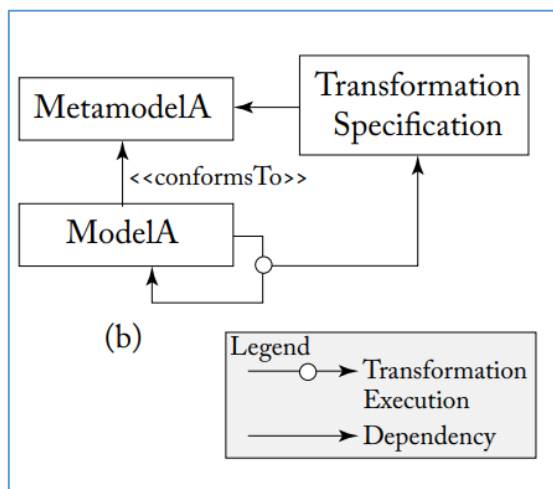 MetamodelA
Transformation
Specification
<<conformsTo>>
ModelA
(b)
Legend
Transformation
Execution
Dependency